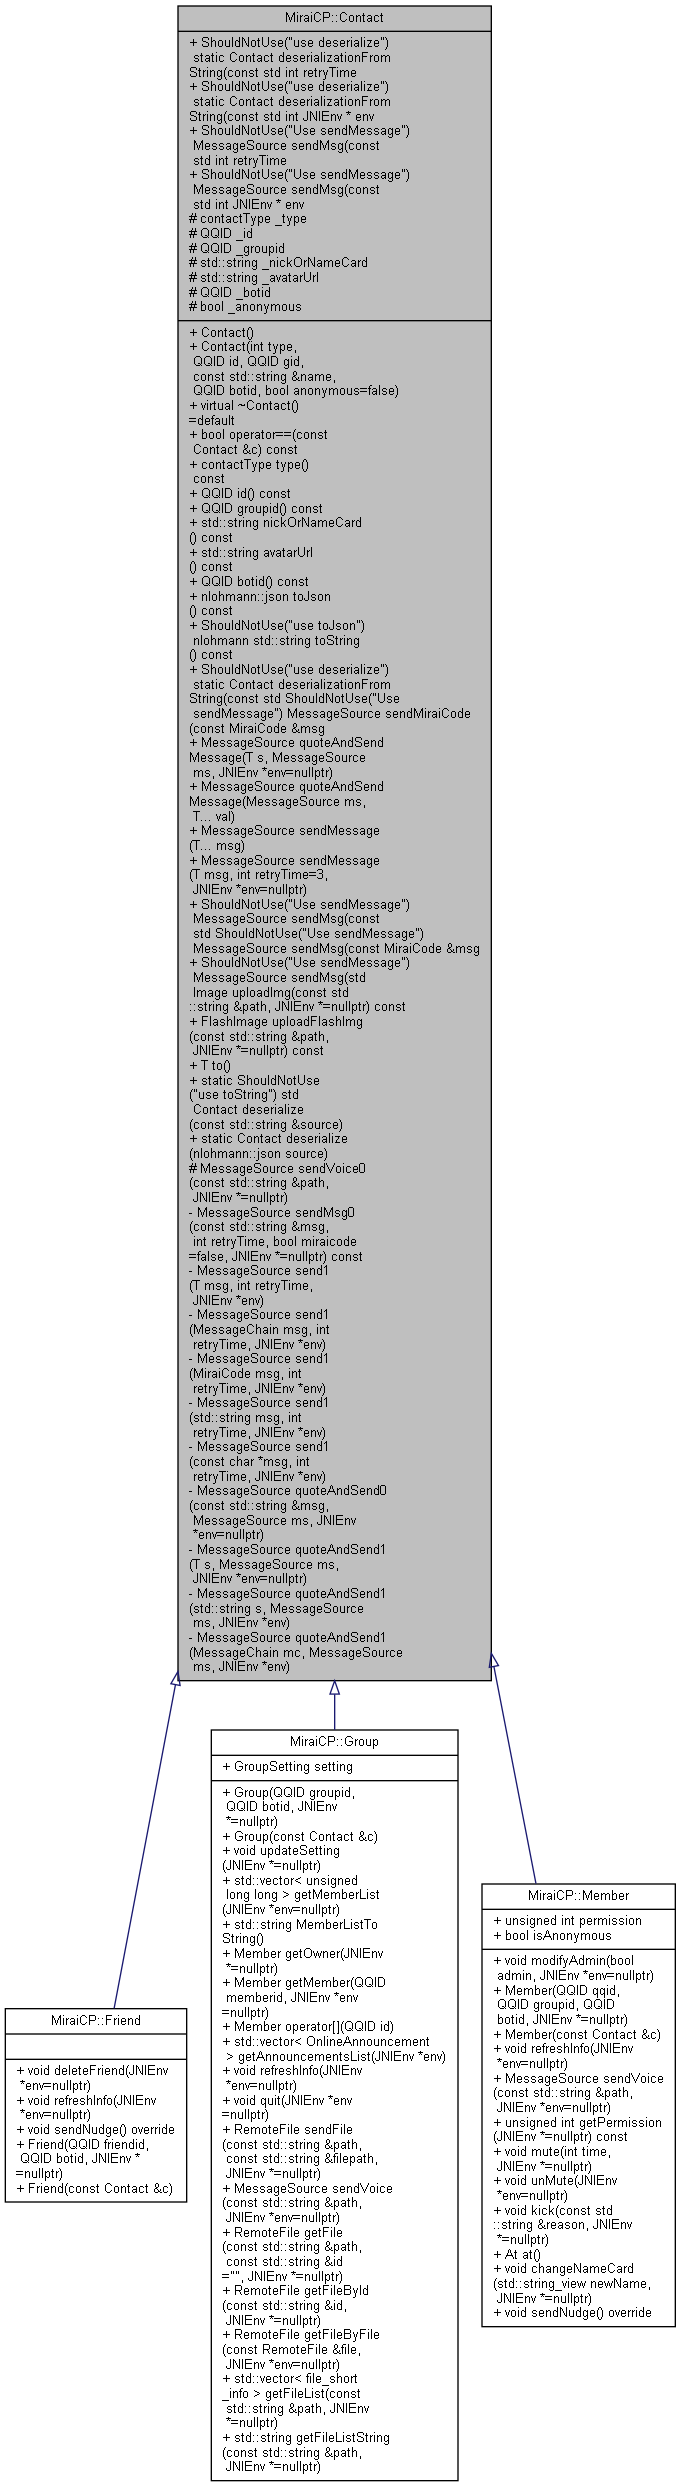 MiraiCP::Contact
+ ShouldNotUse("use deserialize")
static Contact deserializationFrom
String(const std int retryTime
+ ShouldNotUse("use deserialize")
static Contact deserializationFrom
String(const std int JNIEnv * env
+ ShouldNotUse("Use sendMessage")
MessageSource sendMsg(const
std int retryTime
+ ShouldNotUse("Use sendMessage")
MessageSource sendMsg(const
std int JNIEnv * env
# contactType _type
# QQID _id
# QQID _groupid
# std::string _nickOrNameCard
# std::string _avatarUrl
# QQID _botid
# bool _anonymous
+ Contact()
+ Contact(int type,
QQID id, QQID gid,
const std::string &name,
QQID botid, bool anonymous=false)
+ virtual ~Contact()
=default
+ bool operator==(const
Contact &c) const
+ contactType type()
const
+ QQID id() const
+ QQID groupid() const
+ std::string nickOrNameCard
() const
+ std::string avatarUrl
() const
+ QQID botid() const
+ nlohmann::json toJson
() const
+ ShouldNotUse("use toJson")
nlohmann std::string toString
() const
+ ShouldNotUse("use deserialize")
static Contact deserializationFrom
String(const std ShouldNotUse("Use
sendMessage") MessageSource sendMiraiCode
(const MiraiCode &msg
+ MessageSource quoteAndSend
Message(T s, MessageSource
ms, JNIEnv *env=nullptr)
+ MessageSource quoteAndSend
Message(MessageSource ms,
T... val)
+ MessageSource sendMessage
(T... msg)
+ MessageSource sendMessage
(T msg, int retryTime=3,
JNIEnv *env=nullptr)
+ ShouldNotUse("Use sendMessage")
MessageSource sendMsg(const
std ShouldNotUse("Use sendMessage")
MessageSource sendMsg(const MiraiCode &msg
+ ShouldNotUse("Use sendMessage")
MessageSource sendMsg(std
Image uploadImg(const std
::string &path, JNIEnv *=nullptr) const
+ FlashImage uploadFlashImg
(const std::string &path,
JNIEnv *=nullptr) const
+ T to()
+ static ShouldNotUse
("use toString") std
Contact deserialize
(const std::string &source)
+ static Contact deserialize
(nlohmann::json source)
# MessageSource sendVoice0
(const std::string &path,
JNIEnv *=nullptr)
- MessageSource sendMsg0
(const std::string &msg,
int retryTime, bool miraicode
=false, JNIEnv *=nullptr) const
- MessageSource send1
(T msg, int retryTime,
JNIEnv *env)
- MessageSource send1
(MessageChain msg, int
retryTime, JNIEnv *env)
- MessageSource send1
(MiraiCode msg, int
retryTime, JNIEnv *env)
- MessageSource send1
(std::string msg, int
retryTime, JNIEnv *env)
- MessageSource send1
(const char *msg, int
retryTime, JNIEnv *env)
- MessageSource quoteAndSend0
(const std::string &msg,
MessageSource ms, JNIEnv
*env=nullptr)
- MessageSource quoteAndSend1
(T s, MessageSource ms,
JNIEnv *env=nullptr)
- MessageSource quoteAndSend1
(std::string s, MessageSource
ms, JNIEnv *env)
- MessageSource quoteAndSend1
(MessageChain mc, MessageSource
ms, JNIEnv *env)
MiraiCP::Friend
+ void deleteFriend(JNIEnv
*env=nullptr)
+ void refreshInfo(JNIEnv
*env=nullptr)
+ void sendNudge() override
+ Friend(QQID friendid,
QQID botid, JNIEnv *
=nullptr)
+ Friend(const Contact &c)
MiraiCP::Group
+ GroupSetting setting
+ Group(QQID groupid,
QQID botid, JNIEnv
*=nullptr)
+ Group(const Contact &c)
+ void updateSetting
(JNIEnv *=nullptr)
+ std::vector< unsigned
long long > getMemberList
(JNIEnv *env=nullptr)
+ std::string MemberListTo
String()
+ Member getOwner(JNIEnv
*=nullptr)
+ Member getMember(QQID
memberid, JNIEnv *env
=nullptr)
+ Member operator[](QQID id)
+ std::vector< OnlineAnnouncement
> getAnnouncementsList(JNIEnv *env)
+ void refreshInfo(JNIEnv
*env=nullptr)
+ void quit(JNIEnv *env
=nullptr)
+ RemoteFile sendFile
(const std::string &path,
const std::string &filepath,
JNIEnv *=nullptr)
+ MessageSource sendVoice
(const std::string &path,
JNIEnv *env=nullptr)
+ RemoteFile getFile
(const std::string &path,
const std::string &id
="", JNIEnv *=nullptr)
+ RemoteFile getFileById
(const std::string &id,
JNIEnv *=nullptr)
+ RemoteFile getFileByFile
(const RemoteFile &file,
JNIEnv *env=nullptr)
+ std::vector< file_short
_info > getFileList(const
std::string &path, JNIEnv
*=nullptr)
+ std::string getFileListString
(const std::string &path,
JNIEnv *=nullptr)
MiraiCP::Member
+ unsigned int permission
+ bool isAnonymous
+ void modifyAdmin(bool
admin, JNIEnv *env=nullptr)
+ Member(QQID qqid,
QQID groupid, QQID
botid, JNIEnv *=nullptr)
+ Member(const Contact &c)
+ void refreshInfo(JNIEnv
*env=nullptr)
+ MessageSource sendVoice
(const std::string &path,
JNIEnv *env=nullptr)
+ unsigned int getPermission
(JNIEnv *=nullptr) const
+ void mute(int time,
JNIEnv *=nullptr)
+ void unMute(JNIEnv
*env=nullptr)
+ void kick(const std
::string &reason, JNIEnv
*=nullptr)
+ At at()
+ void changeNameCard
(std::string_view newName,
JNIEnv *=nullptr)
+ void sendNudge() override